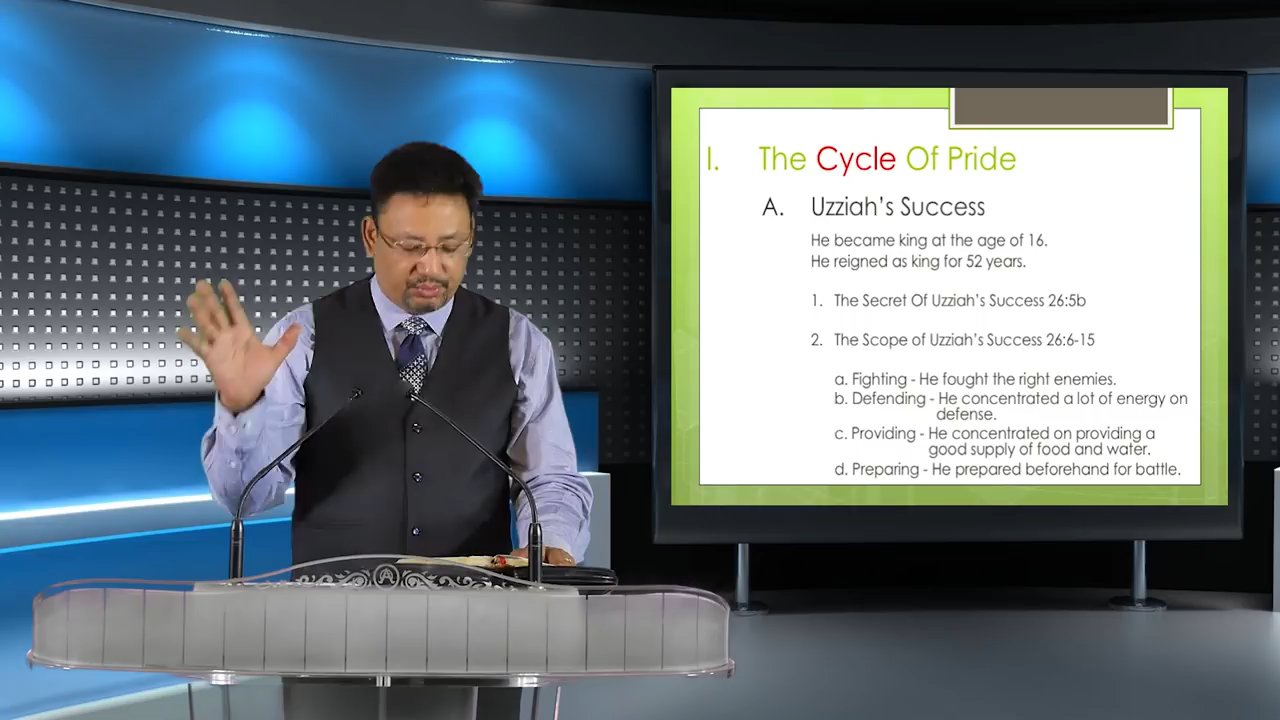 I. The Cycle Of Pride
A. Uzziah's Success
He became king at the age of 16.
He reigned as king for 52 years.
1. The Secret Of Uzziah's Success 26:5b
2. The Scope of Uzziah's Success 26:6-15
a. Fighting - He fought the right enemies.
b. Defending - He concentrated a lot of energy on
defense.
c. Providing - He concentrated on providing a
good supply of food and water.
d. Preparing - He prepared beforehand for battle.
A